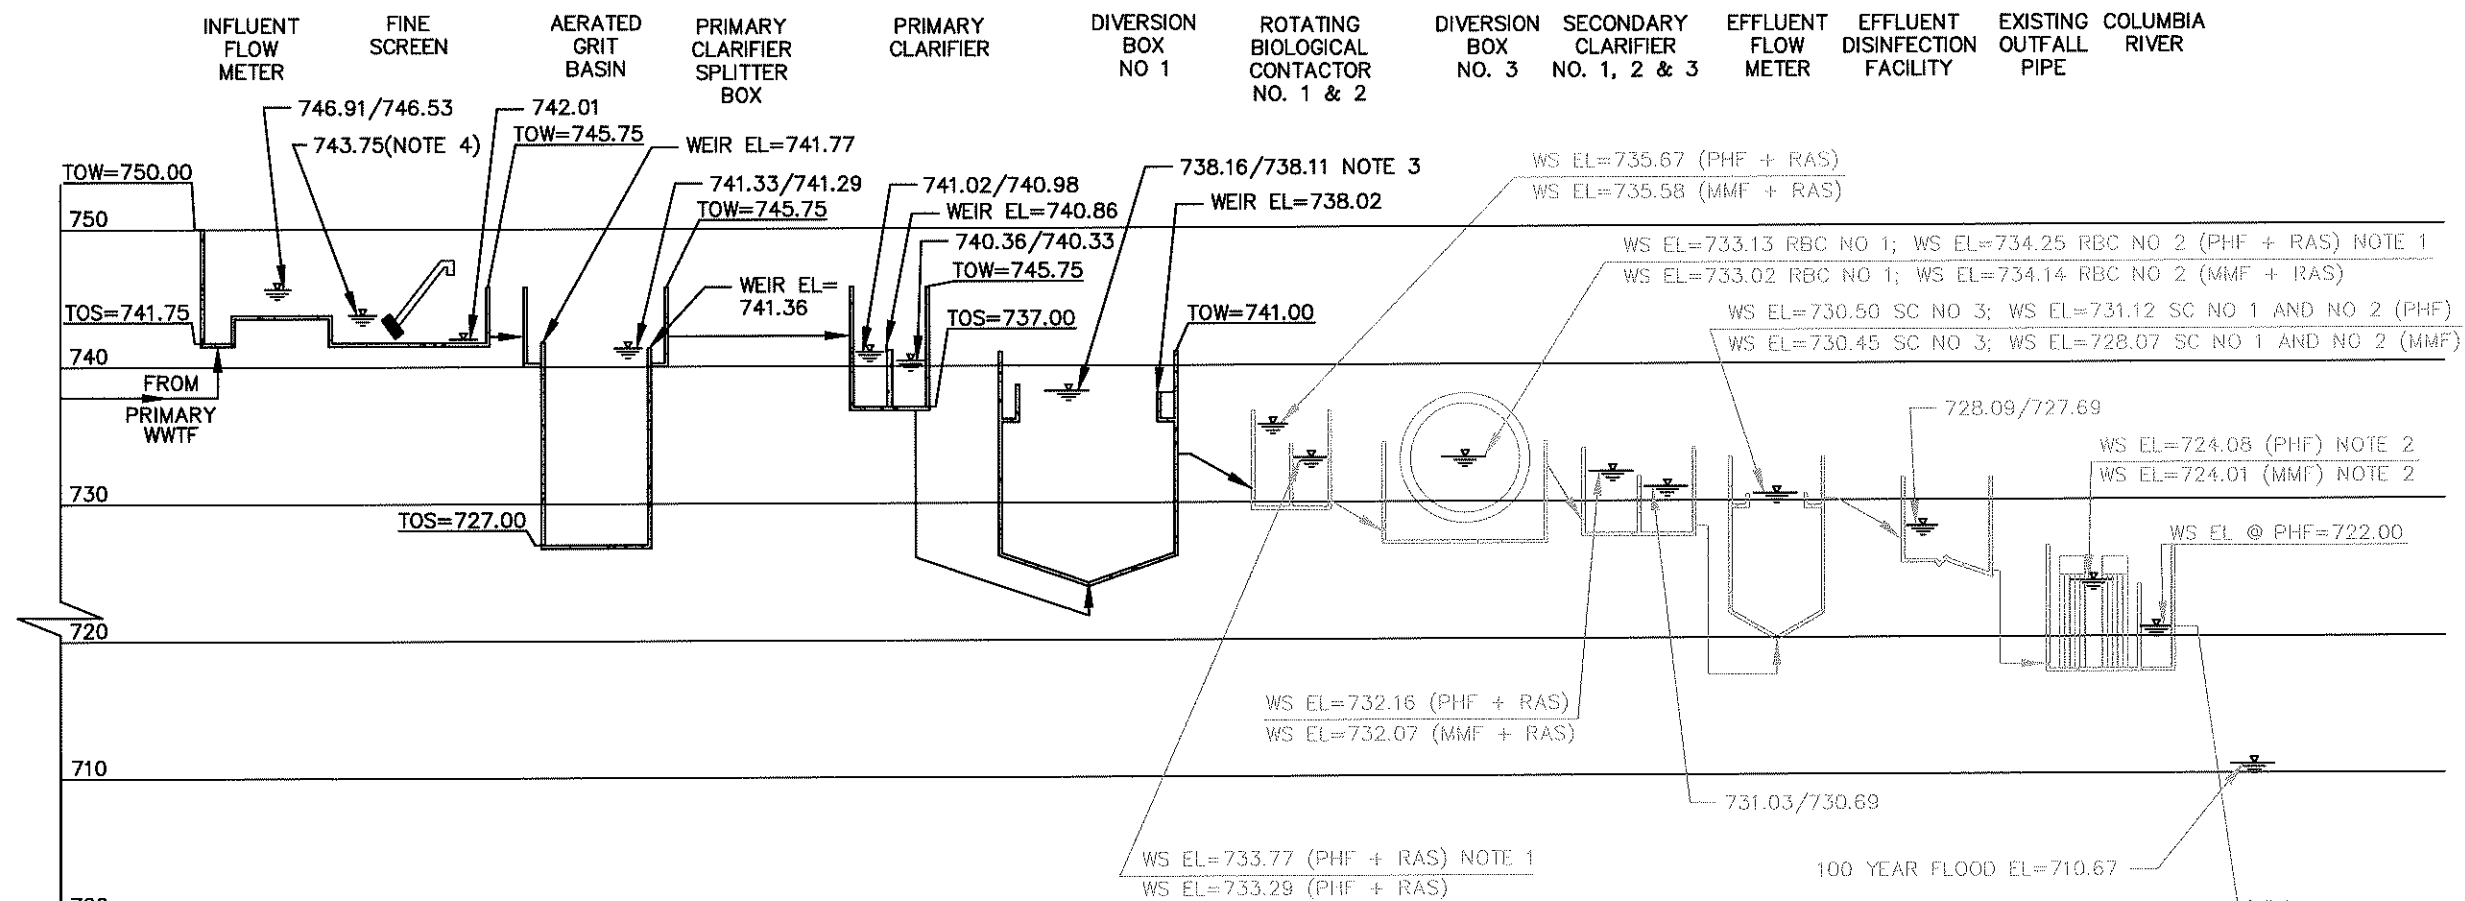 INFLUENT
FLOW
METER
FINE
SCREEN
AERATED
GRIT
BASIN
PRIMARY
CLARIFIER
SPLITTER
BOX
PRIMARY
CLARIFIER
DIVERSION
BOX
NO 1
ROTATING
BIOLOGICAL
CONTACTOR
NO. 1 & 2
DIVERSION
BOX
NO. 3
SECONDARY
CLARIFIER
NO. 1, 2 & 3
EFFLUENT
FLOW
METER
EFFLUENT
DISINFECTION
FACILITY
EXISTING
OUTFALL
PIPE
COLUMBIA
RIVER
746.91/746.53
743.75(NOTE 4)
742.01
TOW=745.75
WEIR EL=741.77
741.33/741.29
TOW=745.75
WEIR EL=
741.36
741.02/740.98
WEIR EL=740.86
740.36/740.33
TOW=745.75
TOS=737.00
738.16/738.11 NOTE 3
WEIR EL=738.02
TOW=741.00
WS EL=735.67 (PHF + RAS)
WS EL=735.58 (MMF + RAS)
WS EL=733.13 RBC NO 1; WS EL=734.25 RBC NO 2 (PHF + RAS) NOTE 1
WS EL=733.02 RBC NO 1; WS EL=734.14 RBC NO 2 (MMF + RAS)
WS EL=730.50 SC NO 3; WS EL=731.12 SC NO 1 AND NO 2 (PHF)
WS EL=730.45 SC NO 3; WS EL=728.07 SC NO 1 AND NO 2 (MMF)
728.09/727.69
WS EL=724.08 (PHF) NOTE 2
WS EL=724.01 (MMF) NOTE 2
WS EL @ PHF=722.00
TOW=750.00
750
TOS=741.75
740
FROM
PRIMARY
WWTF
730
TOS=727.00
720
710
WS EL=732.16 (PHF + RAS)
WS EL=732.07 (MMF + RAS)
731.03/730.69
WS EL=733.77 (PHF + RAS) NOTE 1
WS EL=733.29 (PHF + RAS)
100 YEAR FLOOD EL=710.67